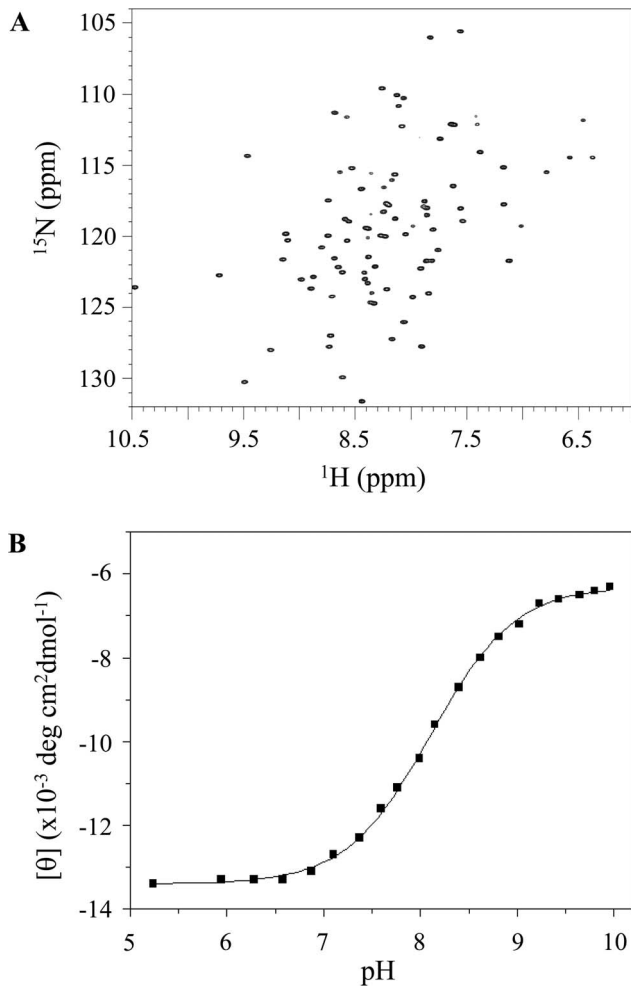 A
105
110
115
120
125
130
¹⁵N (ppm)
10.5 9.5 8.5 7.5 6.5
¹H (ppm)
B
-6
-8
-10
-12
-14
[θ] (x10⁻³ deg cm²dmol⁻¹)
5 6 7 8 9 10
pH